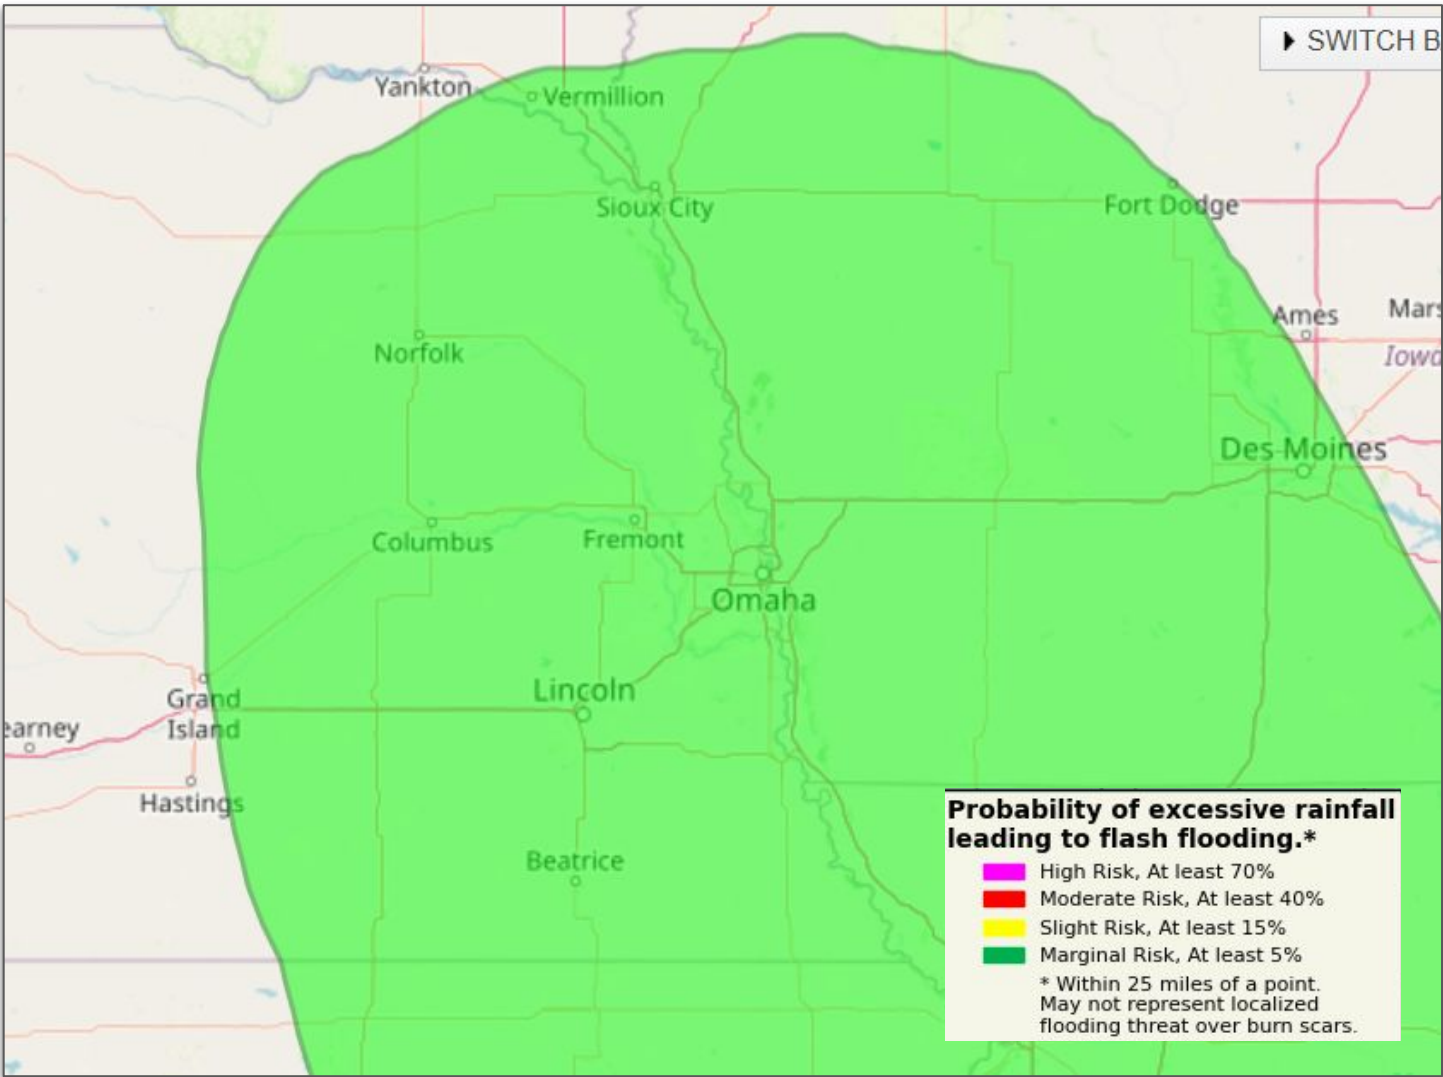 SWITCH B
Yankton
Vermillion
Sioux City
Fort Dodge
Ames
Mars
Iowa
Norfolk
Des Moines
Columbus
Fremont
Omaha
Grand
Island
Lincoln
earney
Hastings
Beatrice
Probability of excessive rainfall
leading to flash flooding.*
High Risk, At least 70%
Moderate Risk, At least 40%
Slight Risk, At least 15%
Marginal Risk, At least 5%
* Within 25 miles of a point.
May not represent localized
flooding threat over burn scars.